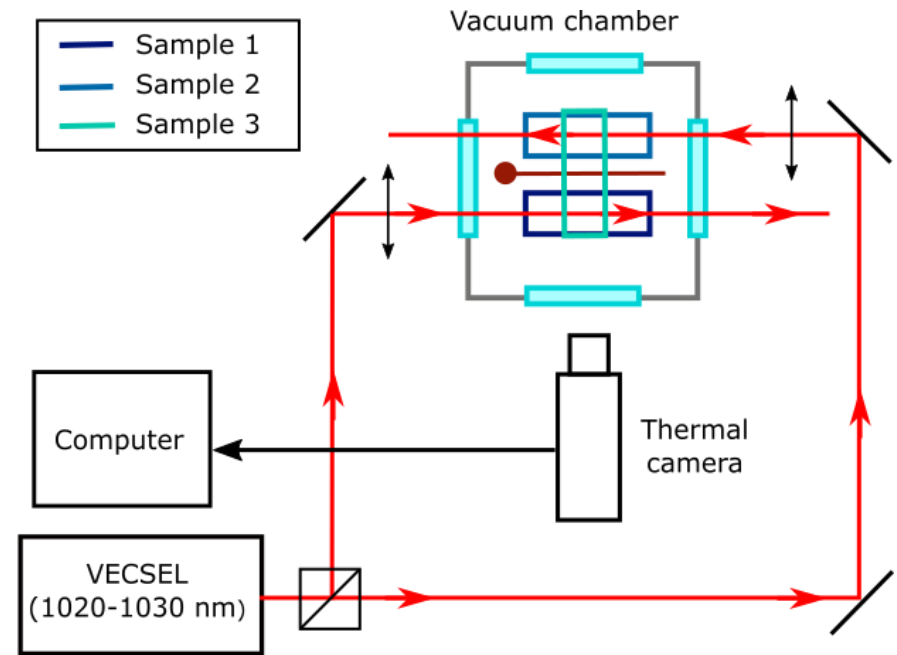 Vacuum chamber
Sample 1
Sample 2
Sample 3
Computer
Thermal
camera
VECSEL
(1020-1030 nm)